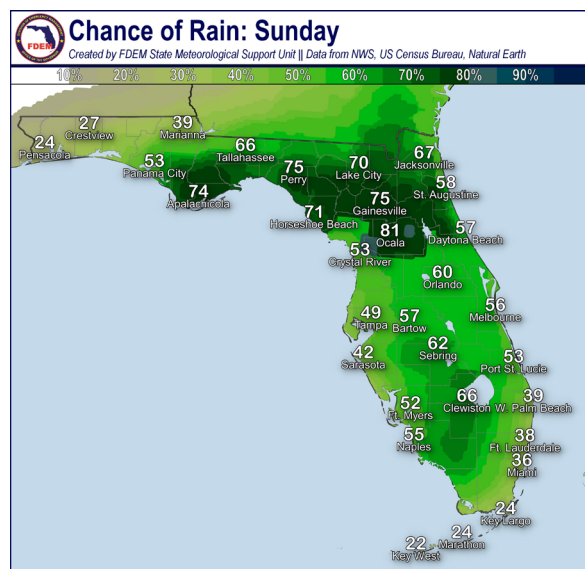 FDEM
Chance of Rain: Sunday
Created by FDEM State Meteorological Support Unit || Data from NWS, US Census Bureau, Natural Earth
10% 20% 30% 40% 50% 60% 70% 80% 90%
27
Crestview
39
Marianna
24
Pensacola
66
Tallahassee
53
Panama City
75
Perry
70
Lake City
67
Jacksonville
74
Apalachicola
75
Gainesville
58
St. Augustine
71
Horseshoe Beach
81
Ocala
57
Daytona Beach
53
Crystal River
60
Orlando
56
Melbourne
49
Tampa
57
Bartow
42
Sarasota
62
Sebring
53
Port St. Lucie
52
Ft. Myers
66
Clewiston
39
W. Palm Beach
55
Naples
38
Ft. Lauderdale
36
Miami
24
Key Largo
24
Marathon
22
Key West